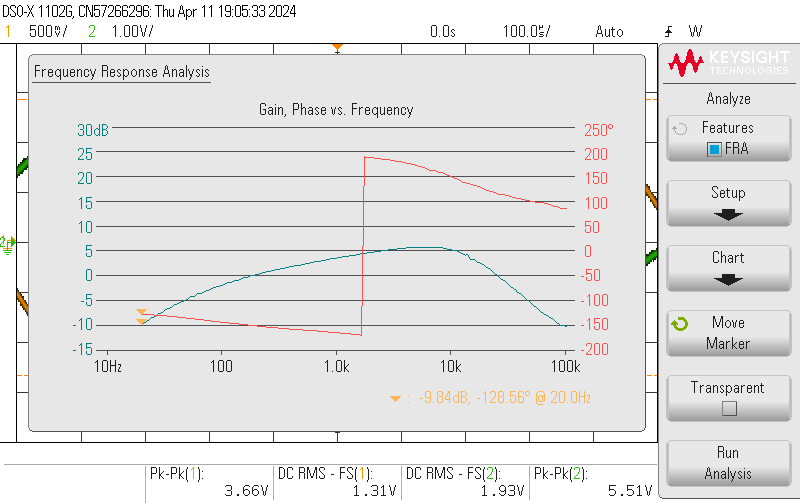 DSO-X 1102G, CN57266296: Thu Apr 11 19:05:33 2024
1 500mV/ 2 1.00V/ 0.0s 100.0ms/ Auto W
KEYSIGHT
TECHNOLOGIES
Frequency Response Analysis
Gain, Phase vs. Frequency
30dB 250°
25 200
20 150
15 100
10 50
5 0
0 -50
-5 -100
-10 -150
-15 -200
10Hz 100 1.0k 10k 100k
: -9.84dB, -128.56° @ 20.0Hz
2
Analyze
Features
FRA
Setup
Chart
Move
Marker
Transparent
Run
Analysis
Pk-Pk(1): DC RMS - FS(1): DC RMS - FS(2): Pk-Pk(2):
3.66V 1.31V 1.93V 5.51V